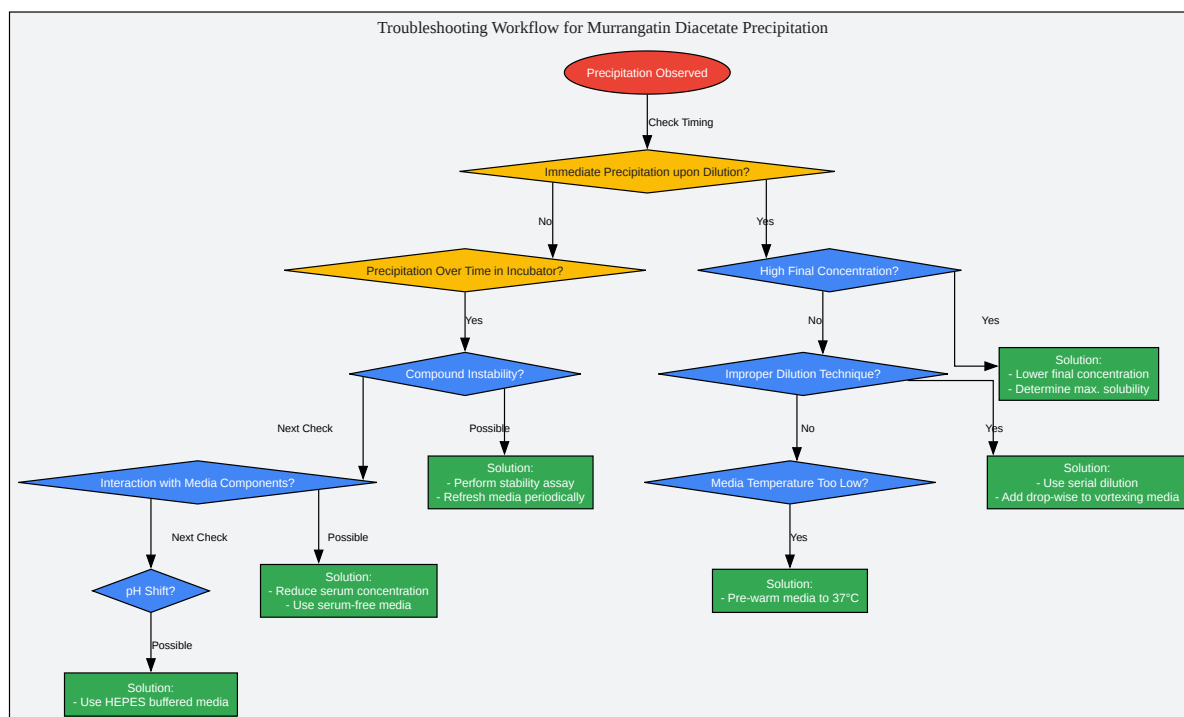 Troubleshooting Workflow for Murrangatin Diacetate Precipitation
Precipitation Observed
Check Timing
Immediate Precipitation upon Dilution?
No
Yes
Precipitation Over Time in Incubator?
High Final Concentration?
Yes
No
Yes
Compound Instability?
Improper Dilution Technique?
Solution:
- Lower final concentration
- Determine max. solubility
Next Check
Possible
No
Yes
Interaction with Media Components?
Solution:
- Perform stability assay
- Refresh media periodically
Media Temperature Too Low?
Solution:
- Use serial dilution
- Add drop-wise to vortexing media
Next Check
Possible
Yes
pH Shift?
Solution:
- Reduce serum concentration
- Use serum-free media
Solution:
- Pre-warm media to 37°C
Possible
Solution:
- Use HEPES buffered media